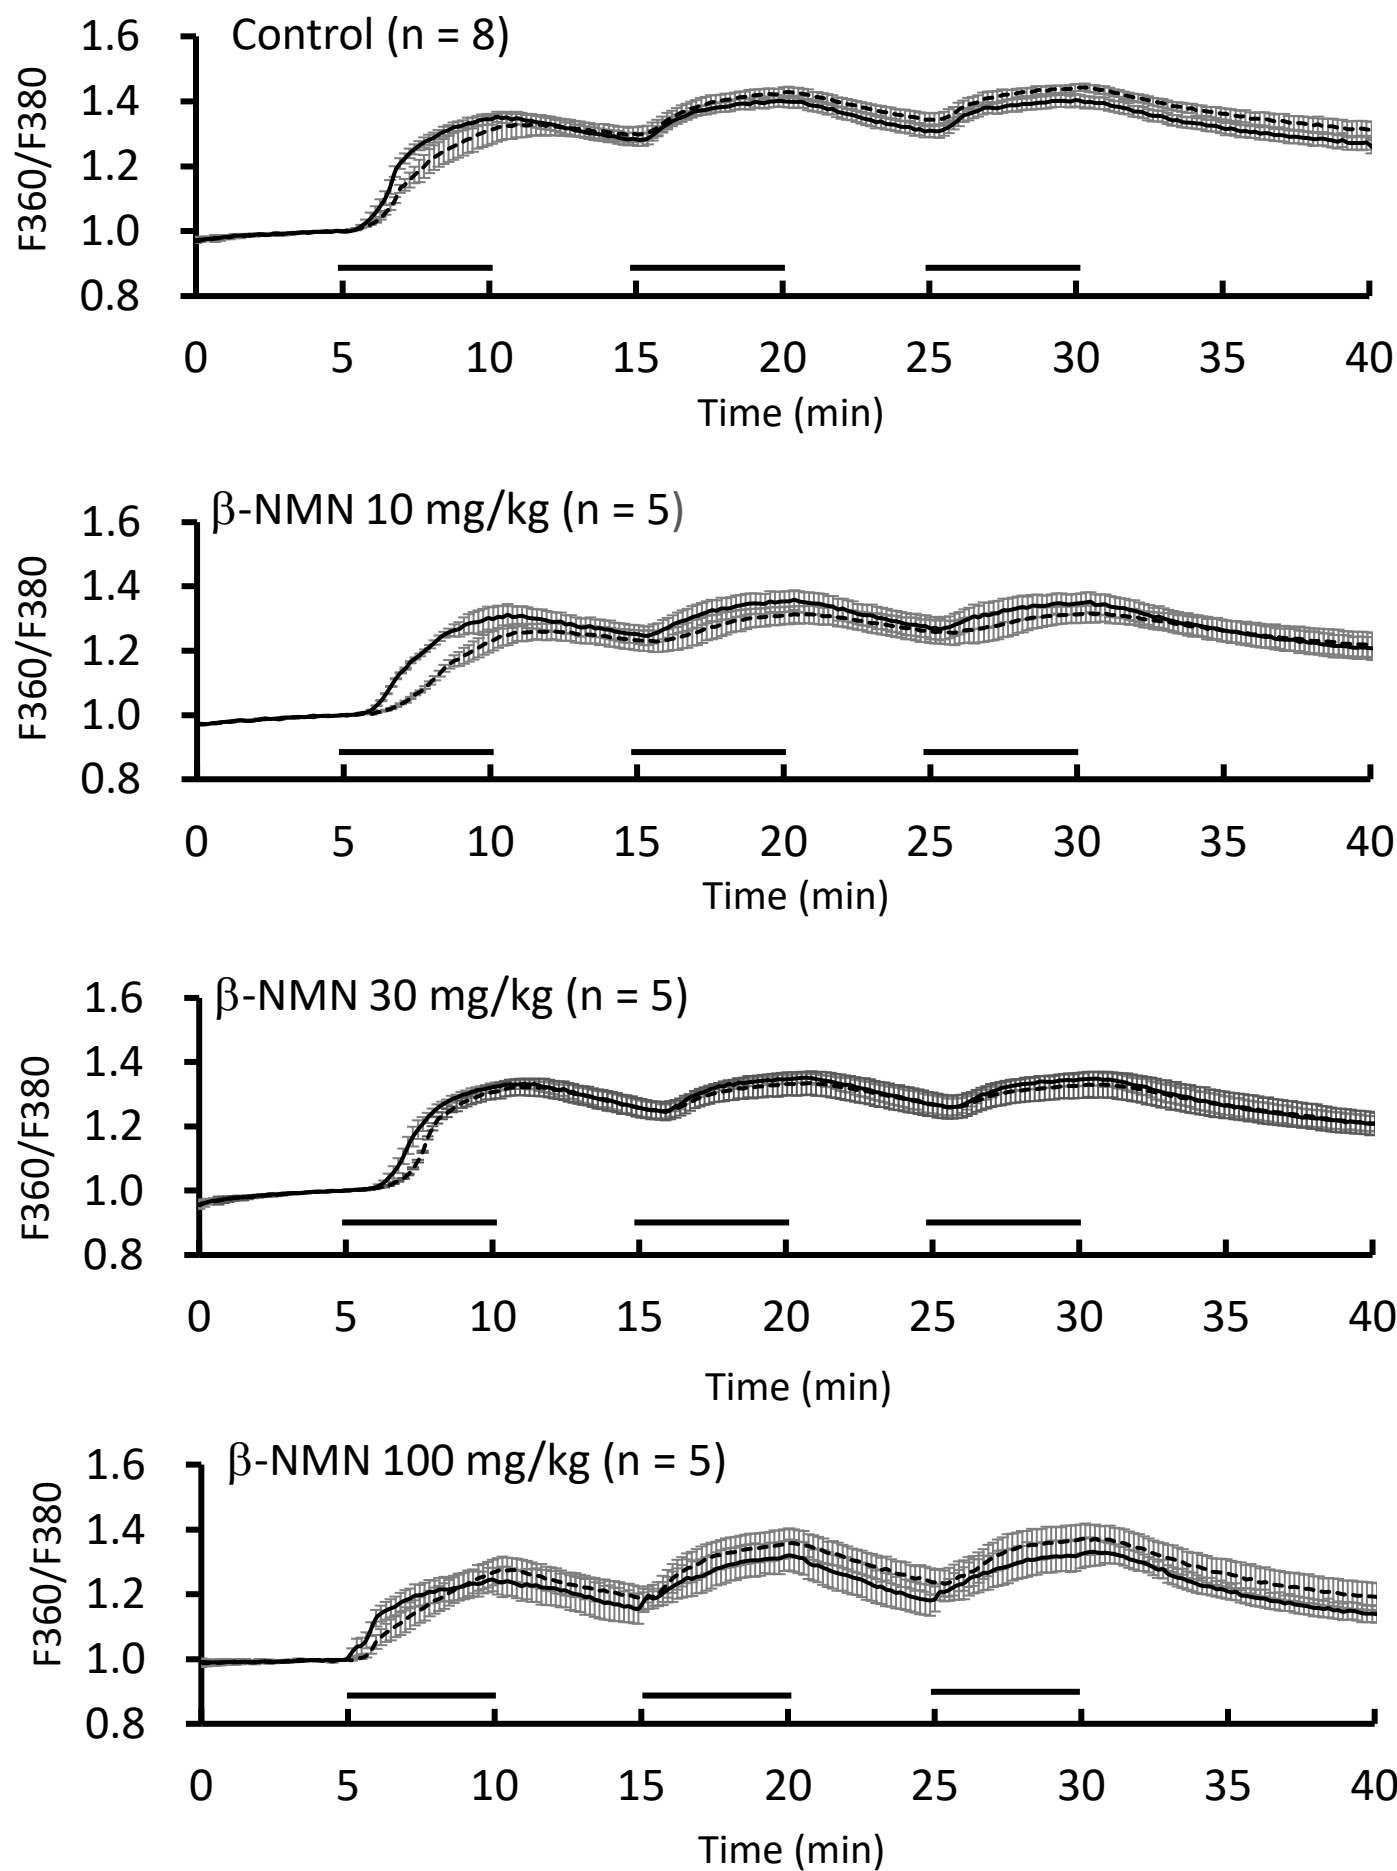 Control (n = 8)
1.6
1.4
1.2
1.0
0.8
F360/F380
0 5 10 15 20 25 30 35 40
Time (min)
β-NMN 10 mg/kg (n = 5)
1.6
1.4
1.2
1.0
0.8
F360/F380
0 5 10 15 20 25 30 35 40
Time (min)
β-NMN 30 mg/kg (n = 5)
1.6
1.4
1.2
1.0
0.8
F360/F380
0 5 10 15 20 25 30 35 40
Time (min)
β-NMN 100 mg/kg (n = 5)
1.6
1.4
1.2
1.0
0.8
F360/F380
0 5 10 15 20 25 30 35 40
Time (min)